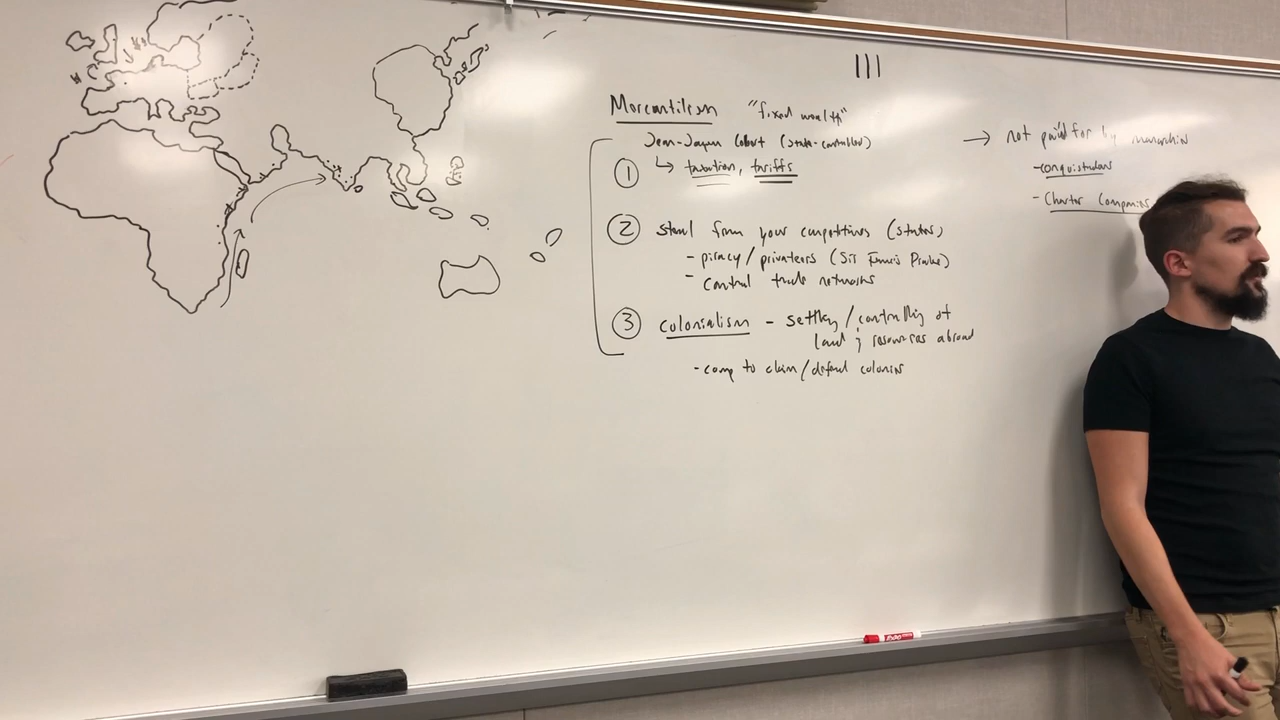 |||
Mercantilism "fixed wealth"
Jean-Jaques Colbert (state-controlled)
① ↳ taxation, tariffs
② steal from your competitors (states)
- piracy/privateers (Sir Francis Drake)
- control trade networks
③ colonialism - settling/controlling of
land & resources abroad
- comp to claim/defend colonies
→ not paid for by monarchies
- conquistadors
- Charter Companies
EXPO